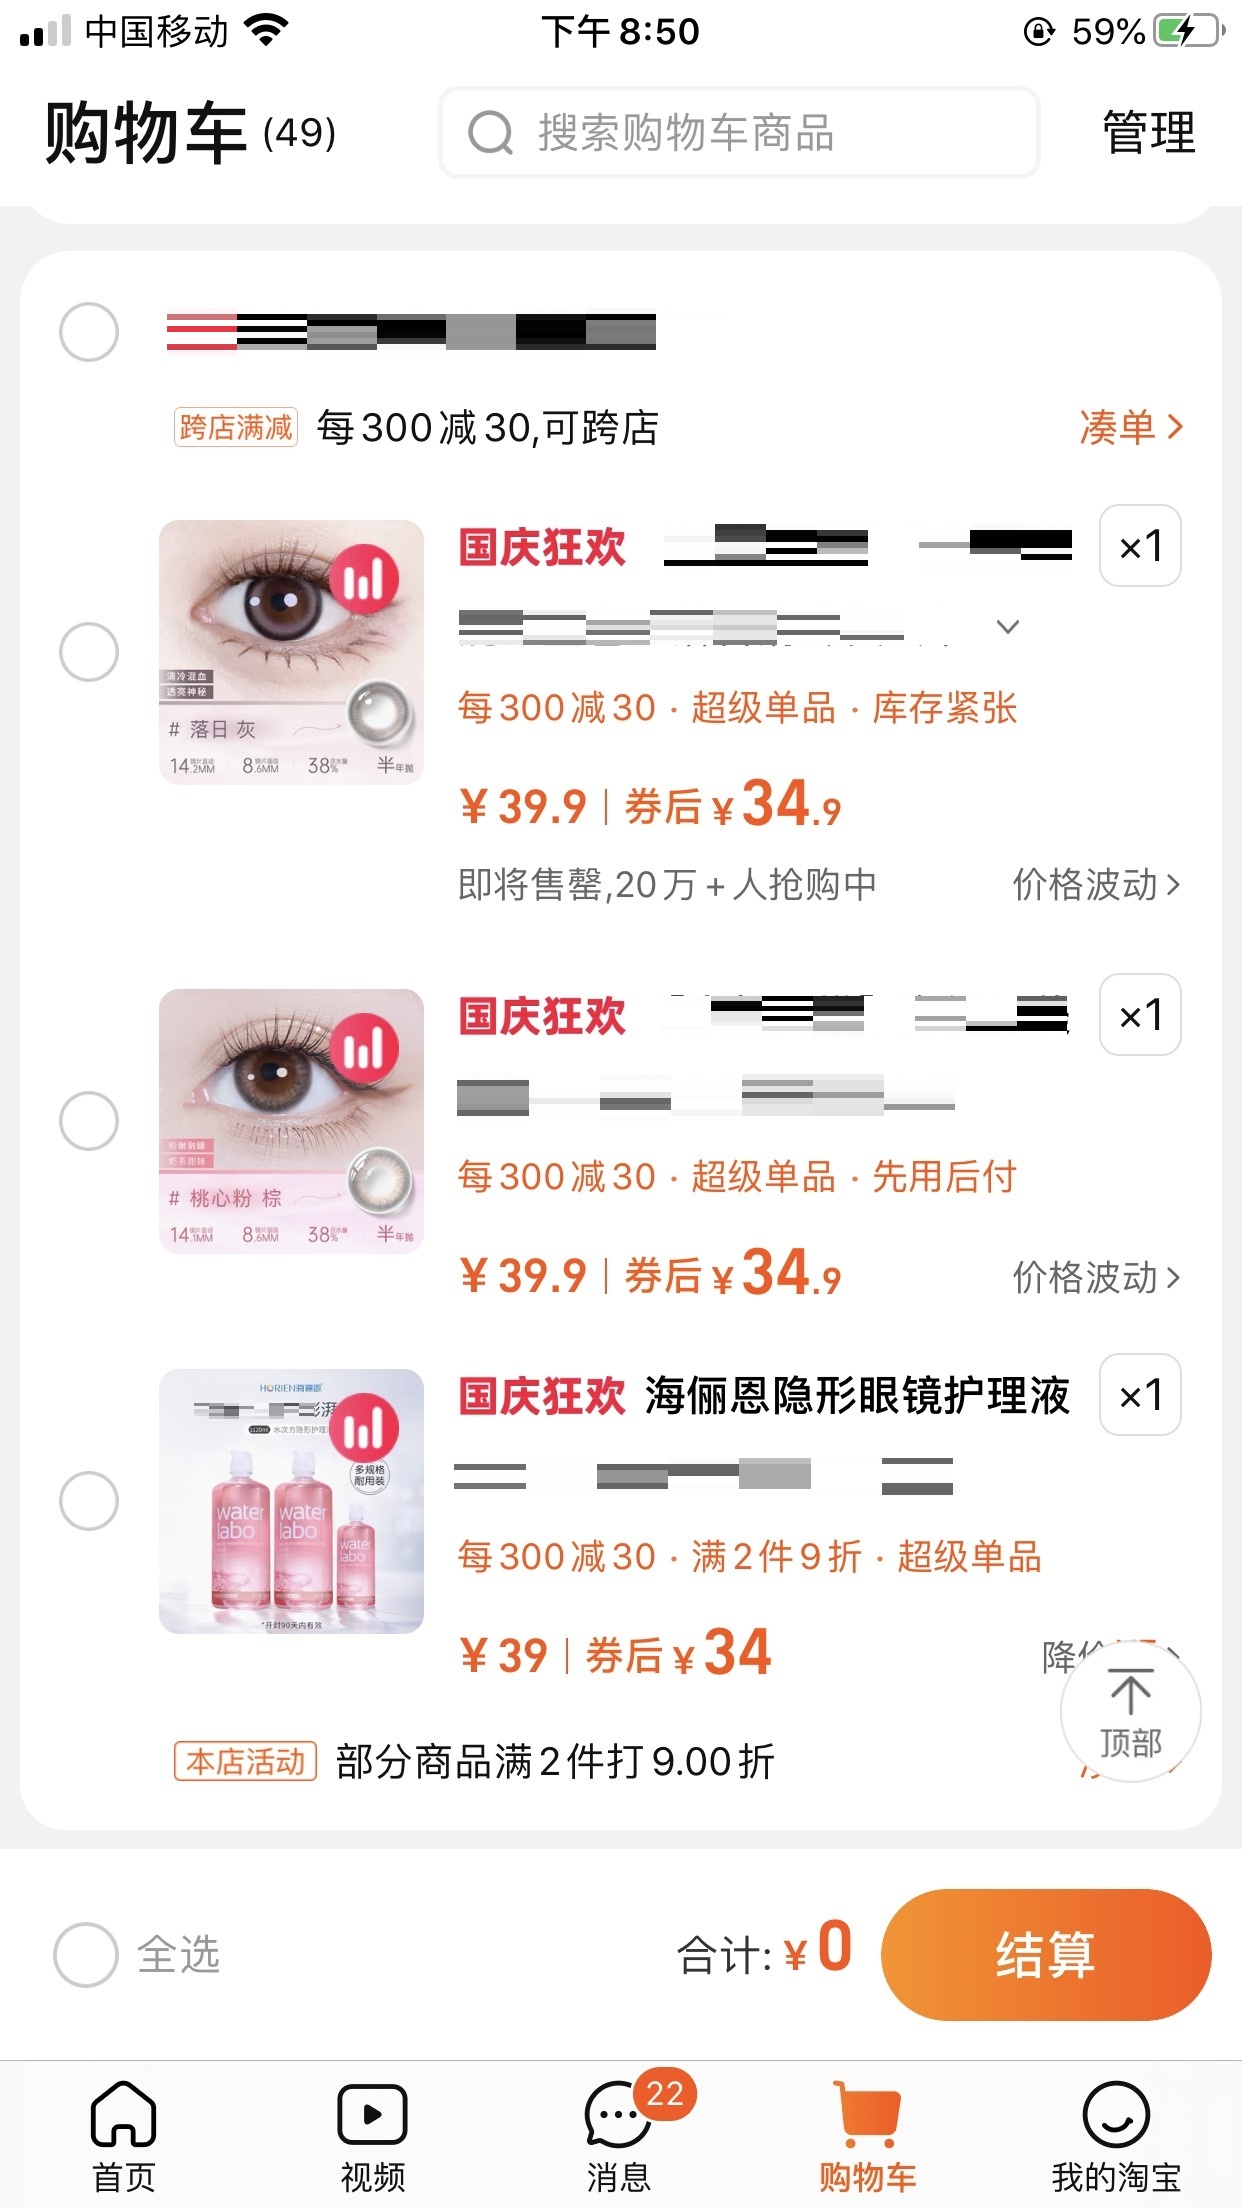 中国移动
下午8:50
59%
购物车(49)
搜索购物车商品
管理
跨店满减
每300减30,可跨店
凑单
国庆狂欢
×1
清冷混血
透亮神秘
# 落日 灰
14.2MM
8.6MM
38%
半年抛
每300减30 · 超级单品 · 库存紧张
¥39.9
券后¥34.9
即将售罄,20万+人抢购中
价格波动
国庆狂欢
×1
奶系甜妹
# 桃心粉 棕
14.1MM
8.6MM
38%
半年抛
每300减30 · 超级单品 · 先用后付
¥39.9
券后¥34.9
价格波动
HORIEN海俪恩
多规格
耐用装
water
labo
water
labo
water
labo
*开封90天内有效
国庆狂欢 海俪恩隐形眼镜护理液
×1
每300减30 · 满2件9折 · 超级单品
¥39
券后¥34
顶部
本店活动
部分商品满2件打9.00折
全选
合计:¥0
结算
首页
视频
22
消息
购物车
我的淘宝